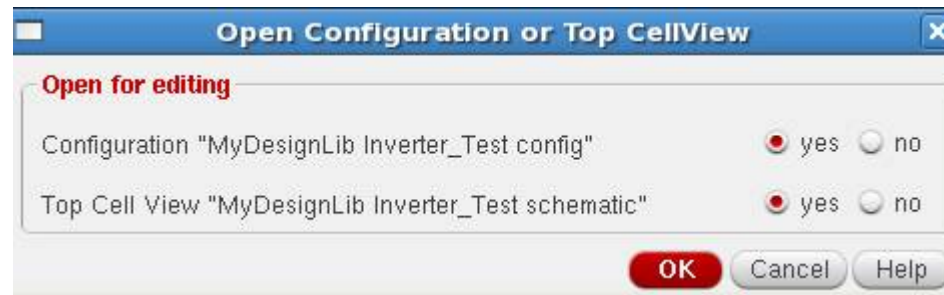 Open Configuration or Top CellView
Open for editing
Configuration "MyDesignLib Inverter_Test config" yes no
Top Cell View "MyDesignLib Inverter_Test schematic" yes no
OK Cancel Help